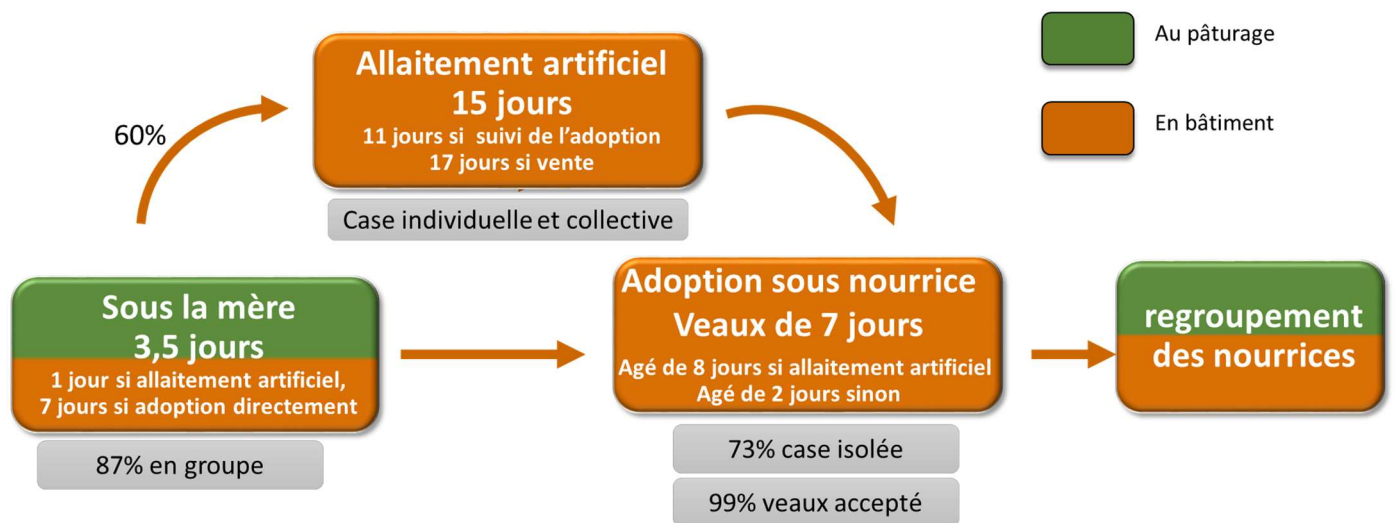 Au pâturage
En bâtiment
Allaitement artificiel
15 jours
11 jours si suivi de l'adoption
17 jours si vente
60%
Case individuelle et collective
Sous la mère
3,5 jours
1 jour si allaitement artificiel,
7 jours si adoption directement
87% en groupe
Adoption sous nourrice
Veaux de 7 jours
Agé de 8 jours si allaitement artificiel
Agé de 2 jours sinon
73% case isolée
99% veaux accepté
regroupement
des nourrices